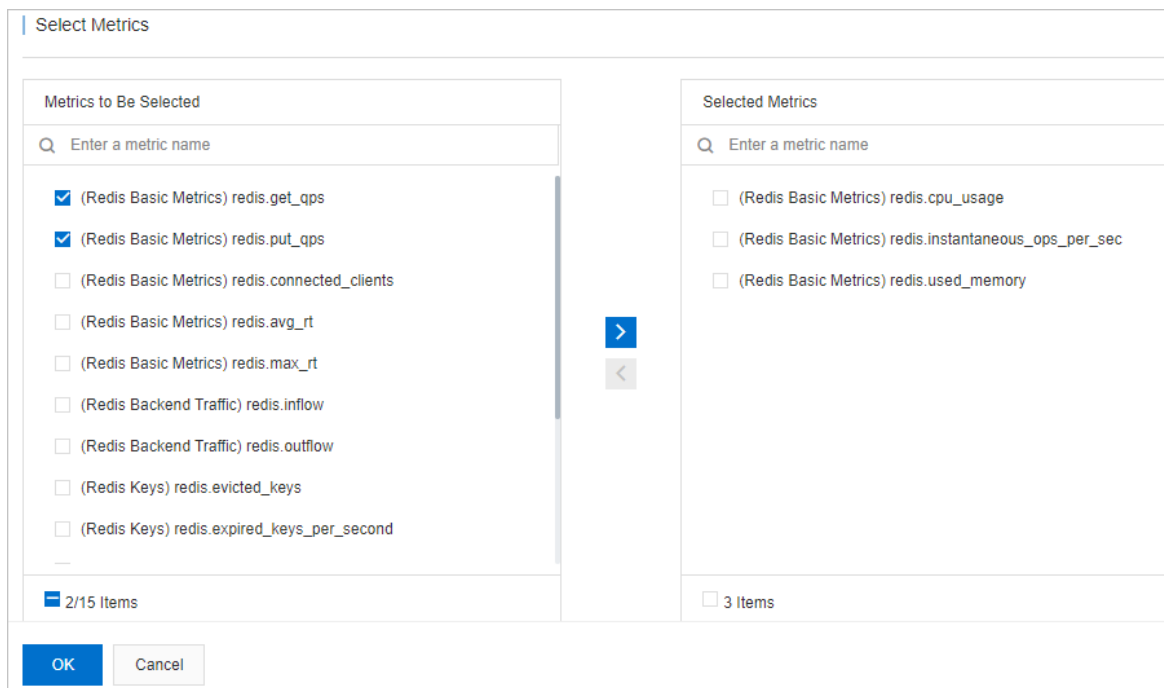 Select Metrics
Metrics to Be Selected
Enter a metric name
(Redis Basic Metrics) redis.get_qps
(Redis Basic Metrics) redis.put_qps
(Redis Basic Metrics) redis.connected_clients
(Redis Basic Metrics) redis.avg_rt
(Redis Basic Metrics) redis.max_rt
(Redis Backend Traffic) redis.inflow
(Redis Backend Traffic) redis.outflow
(Redis Keys) redis.evicted_keys
(Redis Keys) redis.expired_keys_per_second
2/15 Items
Selected Metrics
Enter a metric name
(Redis Basic Metrics) redis.cpu_usage
(Redis Basic Metrics) redis.instantaneous_ops_per_sec
(Redis Basic Metrics) redis.used_memory
3 Items
OK
Cancel